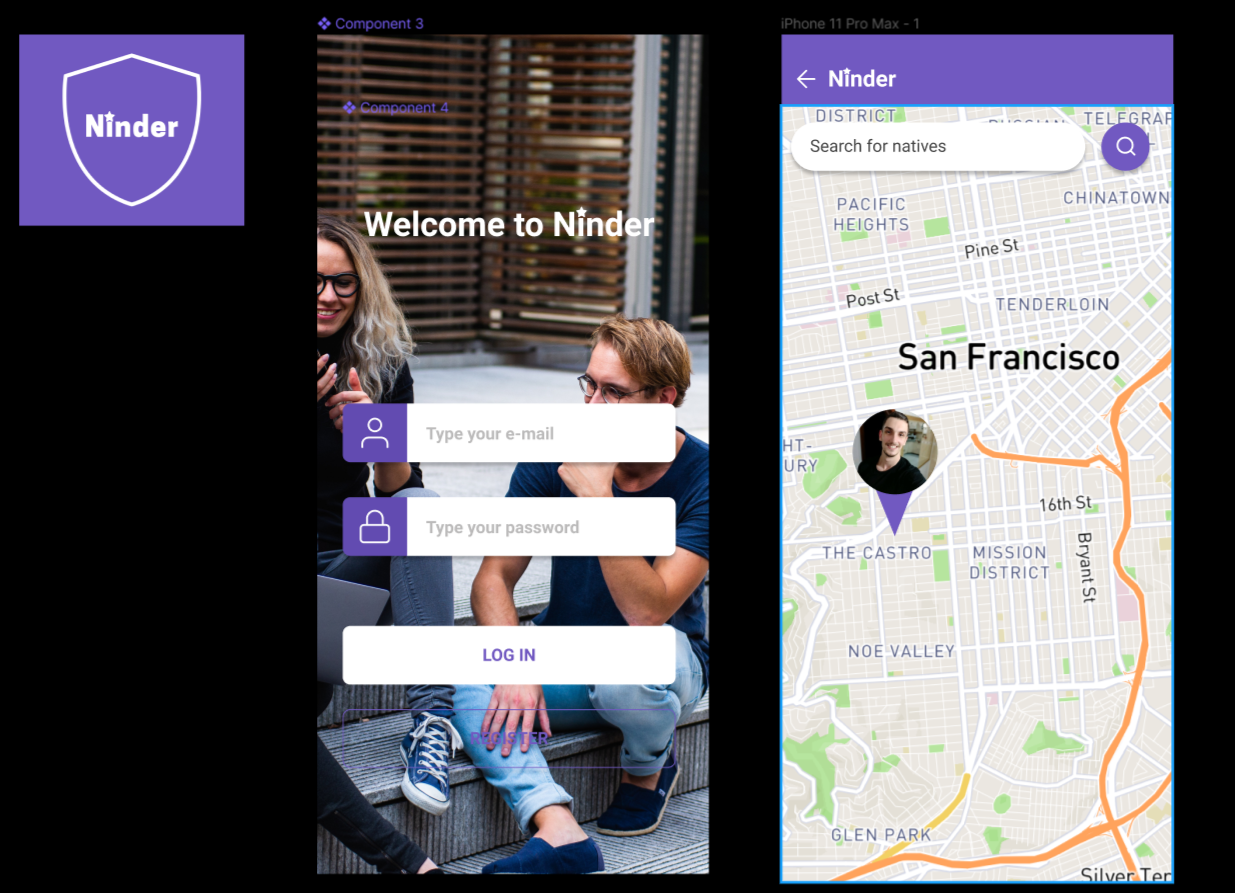 Component 3
iPhone 11 Pro Max - 1
Ninder
Component 4
Welcome to Ninder
Type your e-mail
Type your password
LOG IN
REGISTER
Ninder
Search for natives
DISTRICT
RUSSIAN
TELEGRAP
CHINATOWN
PACIFIC
HEIGHTS
Pine St
Post St
TENDERLOIN
San Francisco
HT-
URY
16th St
THE CASTRO
MISSION
DISTRICT
Bryant St
NOE VALLEY
GLEN PARK
Silver Ter